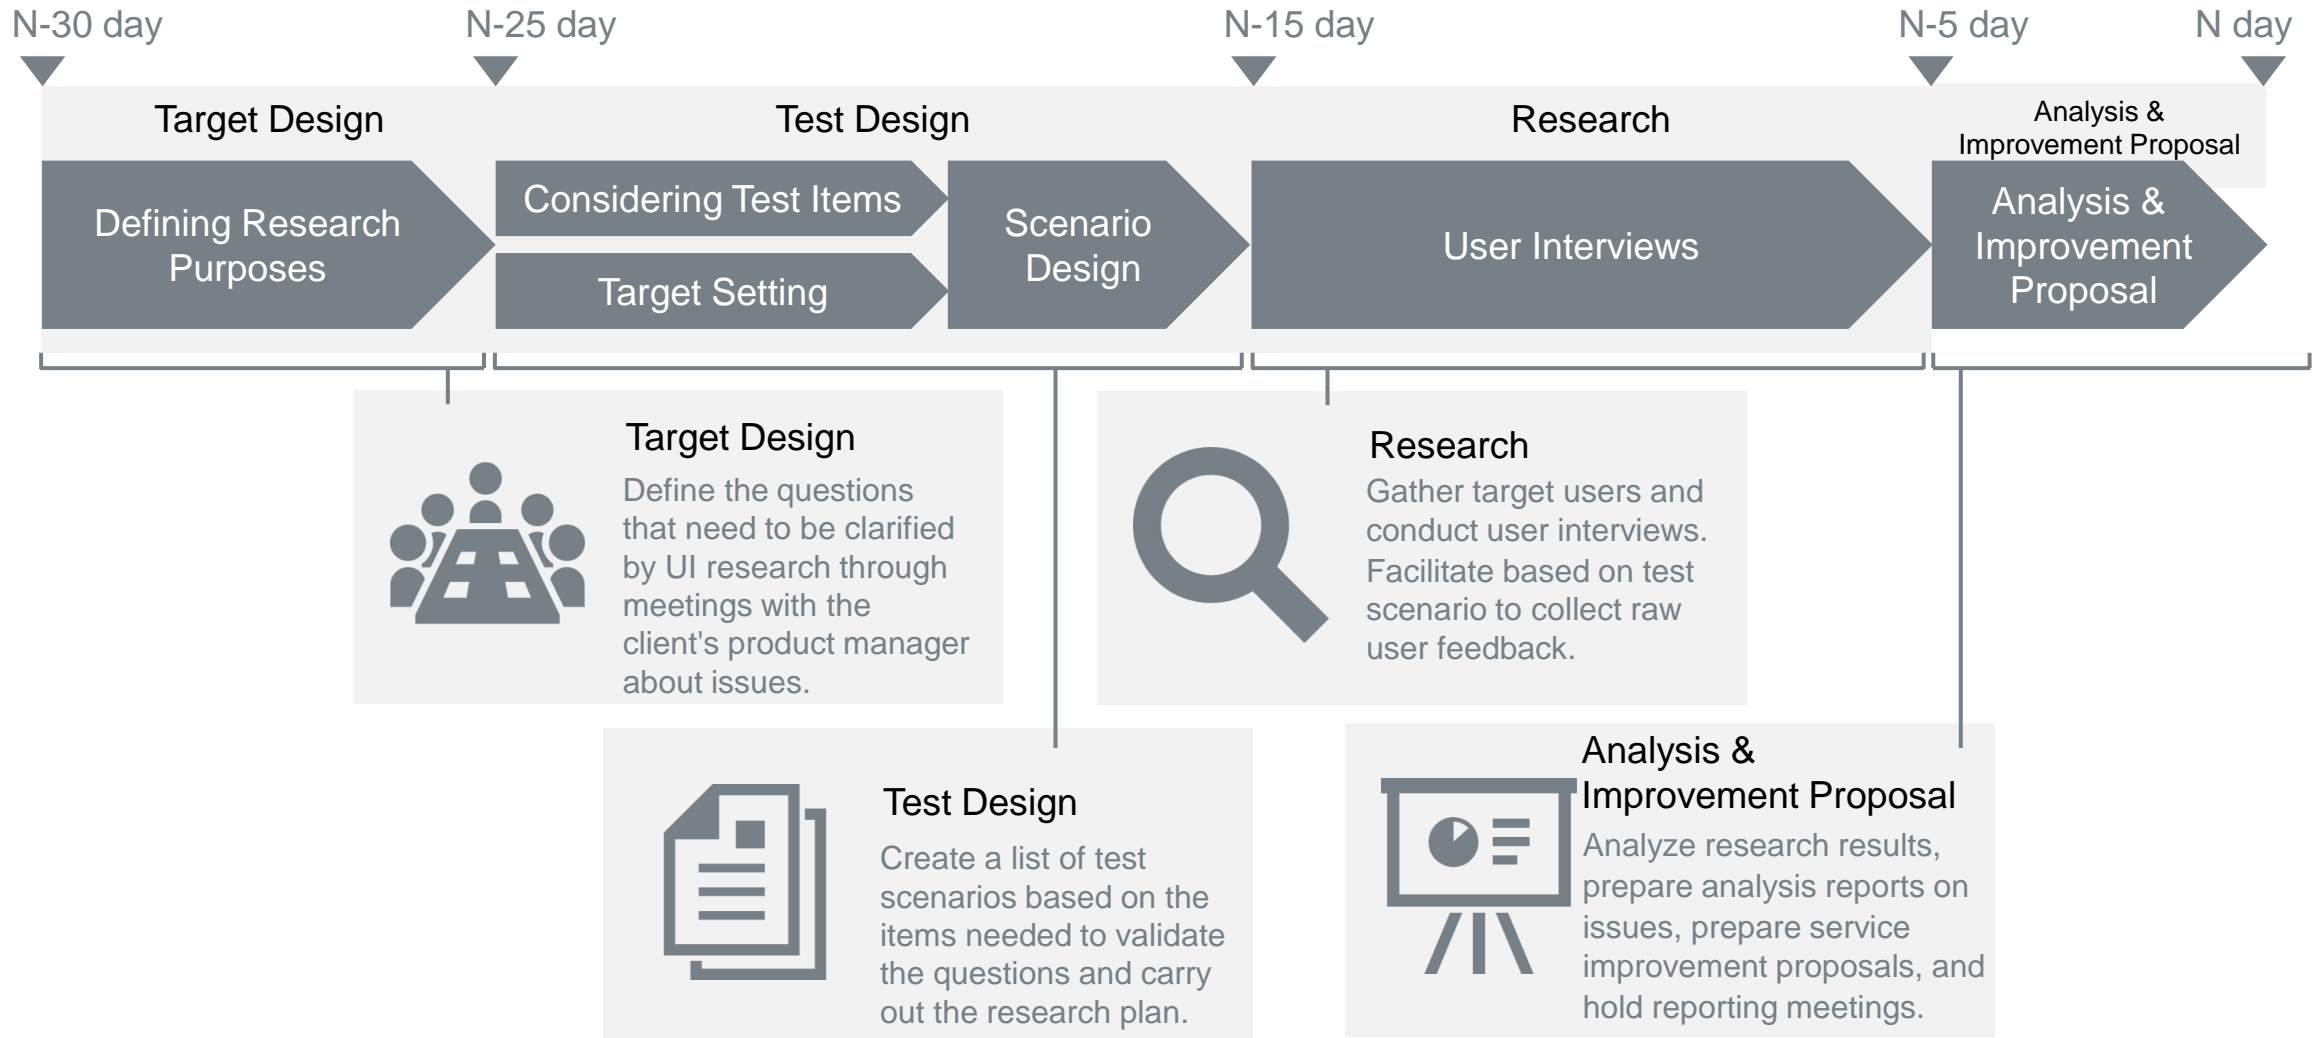 N-30 day
N-25 day
N-15 day
N-5 day
N day
Target Design
Test Design
Research
Analysis &
Improvement Proposal
Defining Research
Purposes
Considering Test Items
Target Setting
Scenario
Design
User Interviews
Analysis &
Improvement
Proposal
Target Design
Define the questions
that need to be clarified
by UI research through
meetings with the
client's product manager
about issues.
Research
Gather target users and
conduct user interviews.
Facilitate based on test
scenario to collect raw
user feedback.
Test Design
Create a list of test
scenarios based on the
items needed to validate
the questions and carry
out the research plan.
Analysis &
Improvement Proposal
Analyze research results,
prepare analysis reports on
issues, prepare service
improvement proposals, and
hold reporting meetings.